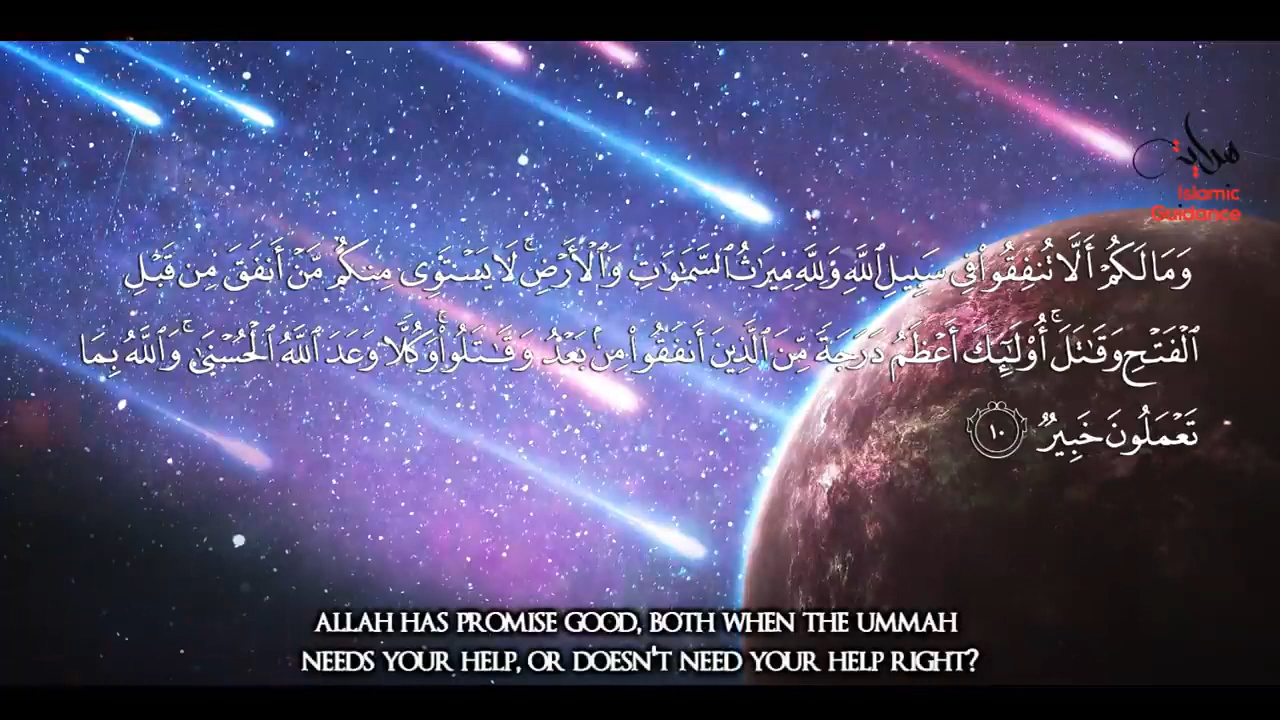 هداية
Islamic
Guidance
وَمَا لَكُمْ أَلَّا تُنفِقُوا۟ فِى سَبِيلِ ٱللَّهِ وَلِلَّهِ مِيرَٰثُ ٱلسَّمَٰوَٰتِ وَٱلْأَرْضِ ۚ لَا يَسْتَوِى مِنكُم مَّنْ أَنفَقَ مِن قَبْلِ
ٱلْفَتْحِ وَقَٰتَلَ ۚ أُو۟لَٰٓئِكَ أَعْظَمُ دَرَجَةً مِّنَ ٱلَّذِينَ أَنفَقُوا۟ مِنۢ بَعْدُ وَقَٰتَلُوا۟ ۚ وَكُلًّا وَعَدَ ٱللَّهُ ٱلْحُسْنَىٰ ۚ وَٱللَّهُ بِمَا
تَعْمَلُونَ خَبِيرٌ ۝١٠
ALLAH HAS PROMISE GOOD, BOTH WHEN THE UMMAH
NEEDS YOUR HELP, OR DOESN'T NEED YOUR HELP RIGHT?